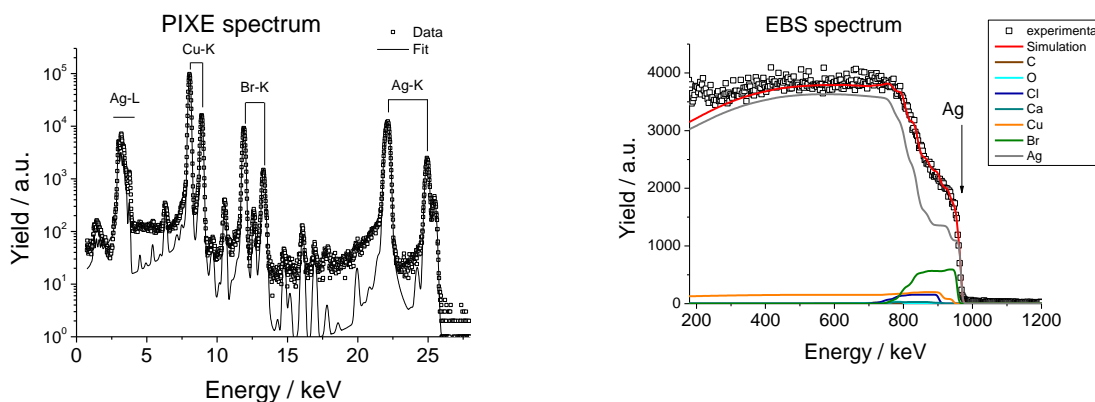 PIXE spectrum
Data
Fit
Cu-K
Br-K
Ag-K
Ag-L
10^5
10^4
10^3
10^2
10^1
10^0
Yield / a.u.
0 5 10 15 20 25
Energy / keV
EBS spectrum
experimenta
Simulation
C
O
Cl
Ca
Cu
Br
Ag
Ag
4000
3000
2000
1000
0
Yield / a.u.
200 400 600 800 1000 1200
Energy / keV